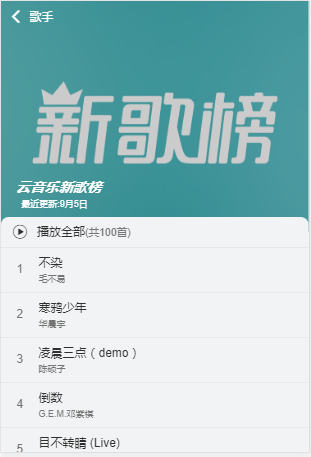 歌手
新歌榜
云音乐新歌榜
最近更新:9月5日
播放全部(共100首)
1 不染
毛不易
2 寒鸦少年
华晨宇
3 凌晨三点（demo）
陈硕子
4 倒数
G.E.M.邓紫棋
5 目不转睛 (Live)